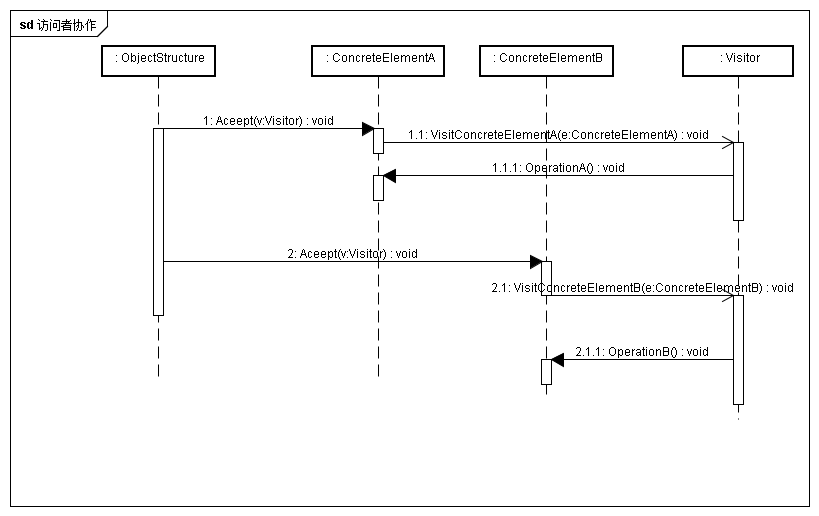 sd 访问者协作
: ObjectStructure
: ConcreteElementA
: ConcreteElementB
: Visitor
1: Aceept(v:Visitor) : void
1.1: VisitConcreteElementA(e:ConcreteElementA) : void
1.1.1: OperationA() : void
2: Aceept(v:Visitor) : void
2.1: VisitConcreteElementB(e:ConcreteElementB) : void
2.1.1: OperationB() : void